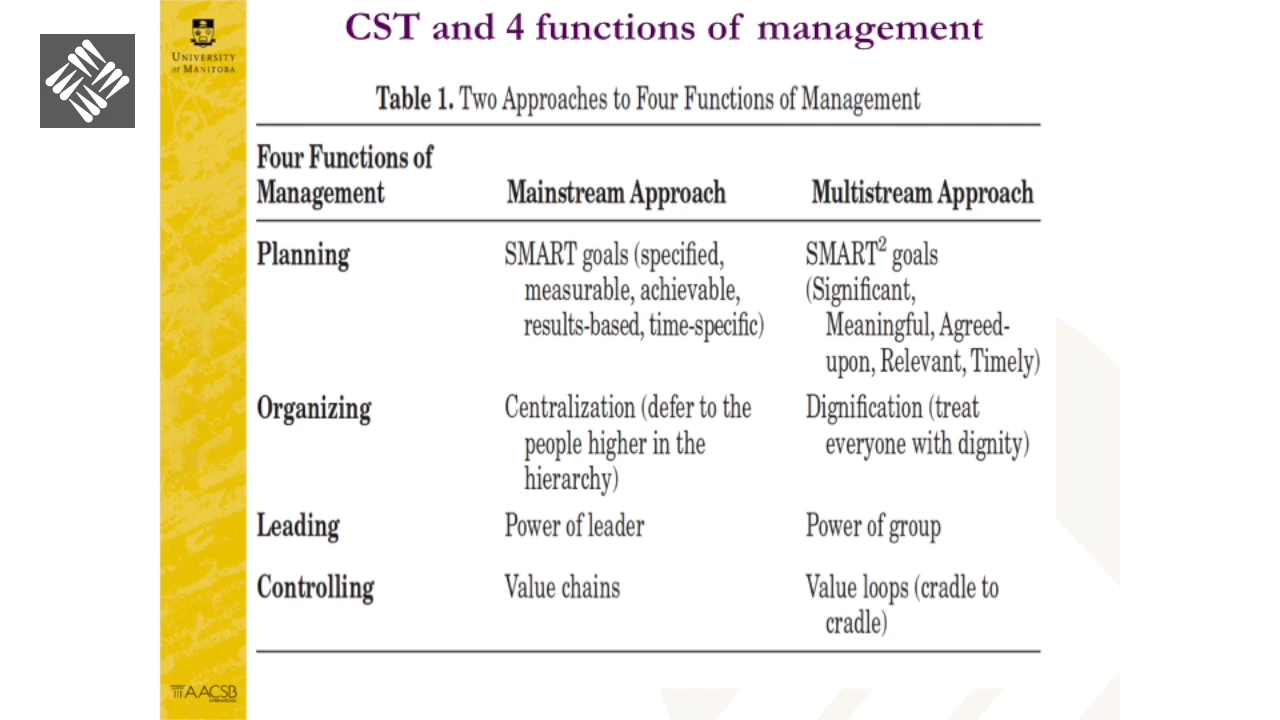 CST and 4 functions of management
UNIVERSITY
OF MANITOBA
Table 1. Two Approaches to Four Functions of Management
Four Functions of
Management
Mainstream Approach
Multistream Approach
Planning
SMART goals (specified,
measurable, achievable,
results-based, time-specific)
SMART² goals
(Significant,
Meaningful, Agreed-
upon, Relevant, Timely)
Organizing
Centralization (defer to the
people higher in the
hierarchy)
Dignification (treat
everyone with dignity)
Leading
Power of leader
Power of group
Controlling
Value chains
Value loops (cradle to
cradle)
AACSB
INTERNATIONAL